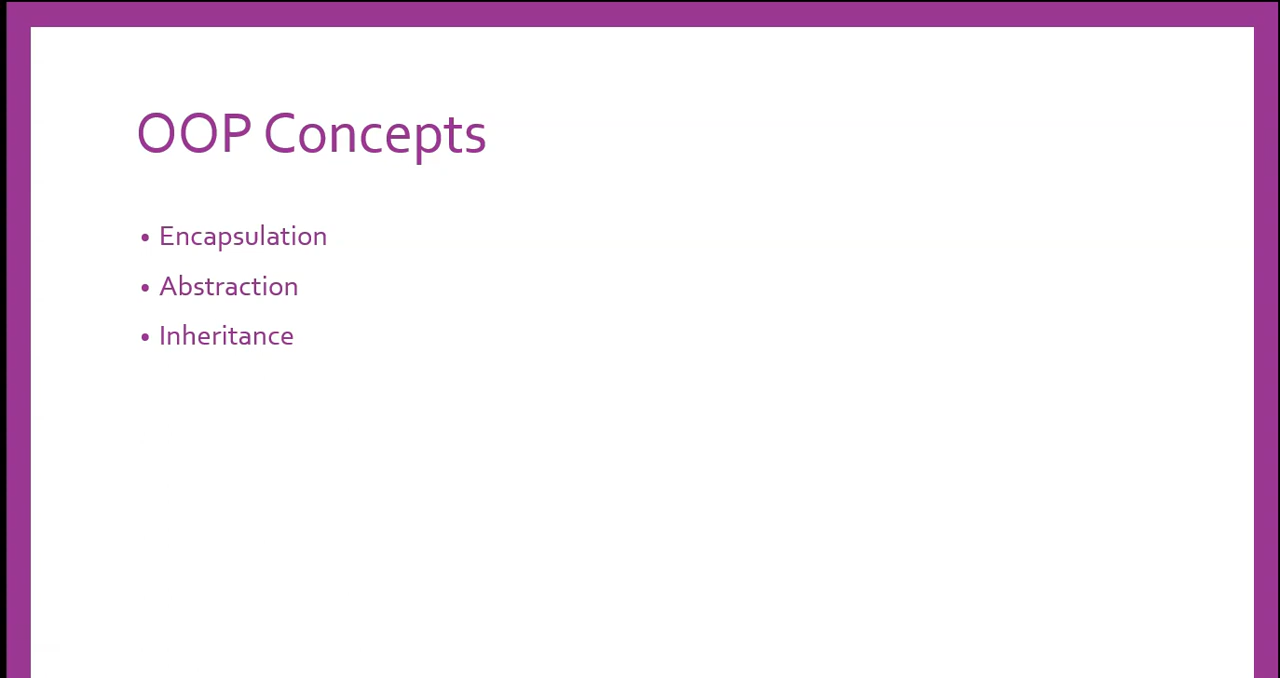 OOP Concepts
• Encapsulation
• Abstraction
• Inheritance